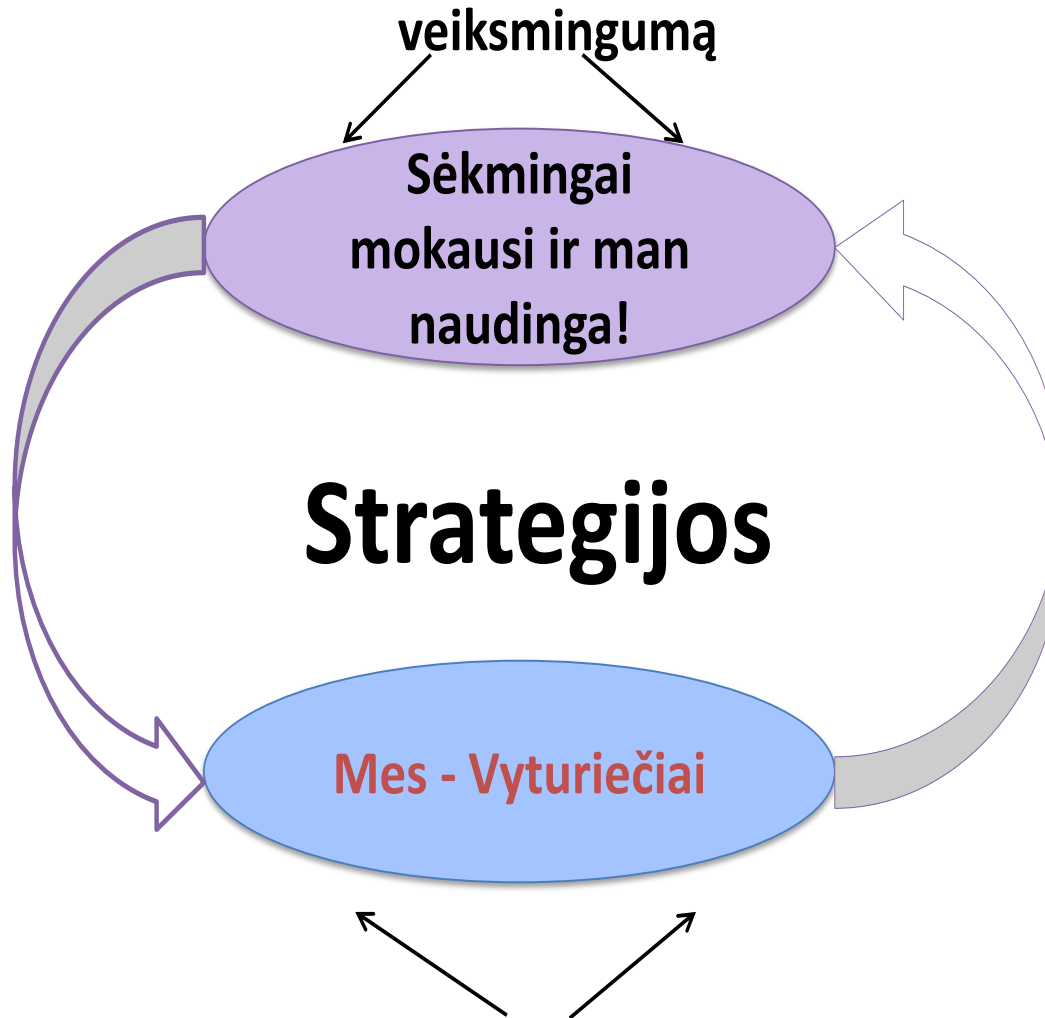 veiksmingumą
Sėkmingai
mokausi ir man
naudinga!
Strategijos
Mes - Vyturiečiai